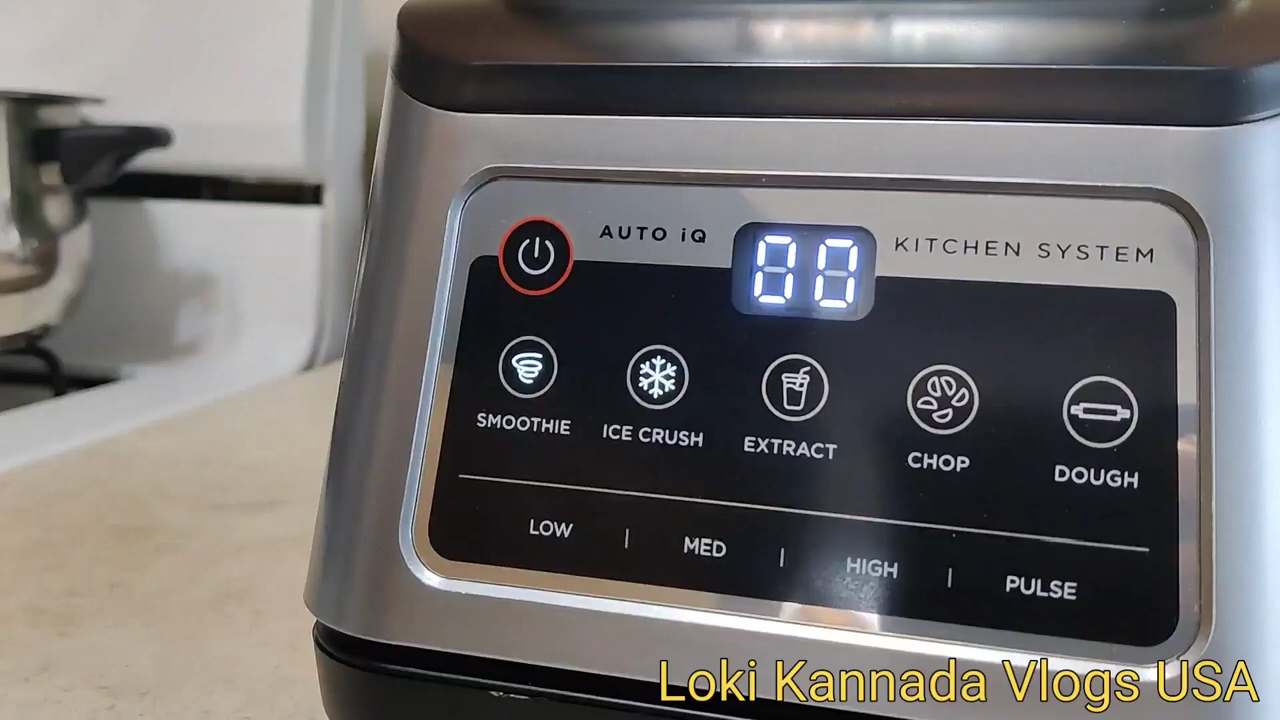 AUTO iQ
00
KITCHEN SYSTEM
SMOOTHIE
ICE CRUSH
EXTRACT
CHOP
DOUGH
LOW | MED | HIGH | PULSE
Loki Kannada Vlogs USA